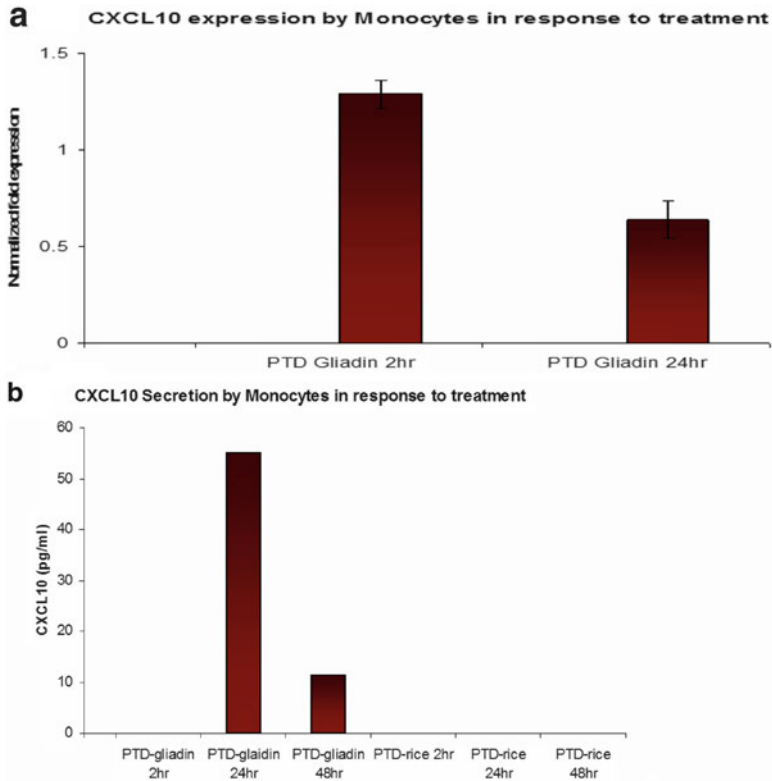 a
CXCL10 expression by Monocytes in response to treatment
Normalized fold expression
1.5
1
0.5
0
PTD Gliadin 2hr
PTD Gliadin 24hr
b
CXCL10 Secretion by Monocytes in response to treatment
CXCL10 (pg/ml)
60
50
40
30
20
10
0
PTD-gliadin
2hr
PTD-glaidin
24hr
PTD-gliadin
48hr
PTD-rice 2hr
PTD-rice
24hr
PTD-rice
48hr